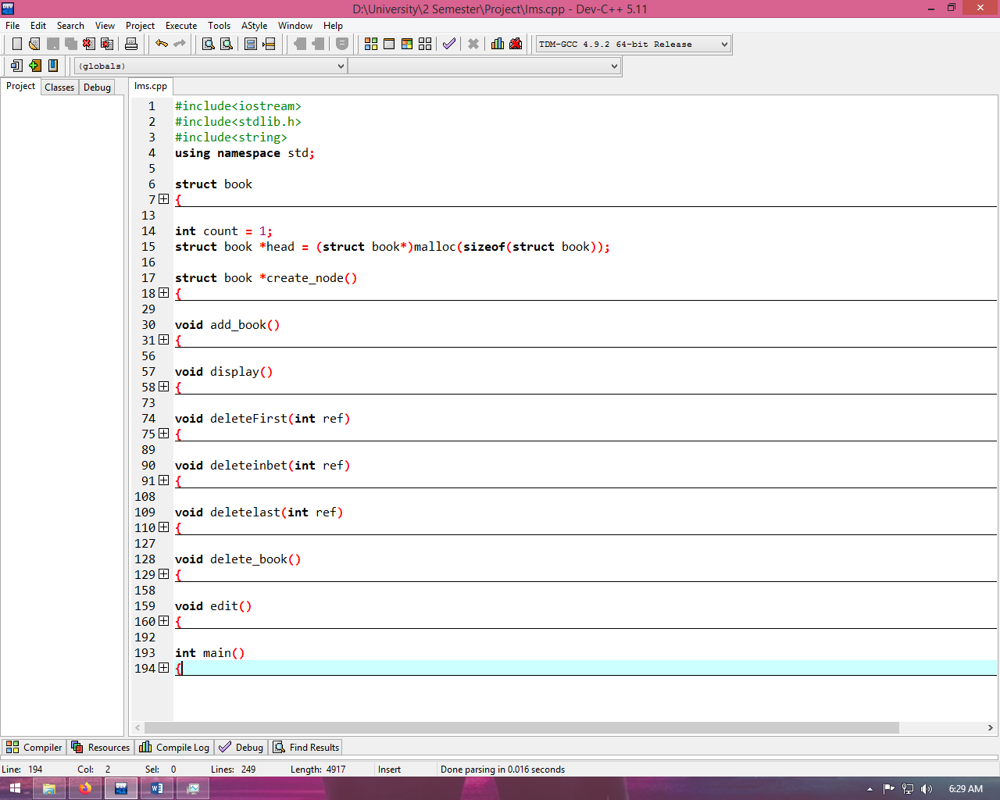 D:\University\2 Semester\Project\lms.cpp - Dev-C++ 5.11
File Edit Search View Project Execute Tools AStyle Window Help
TDM-GCC 4.9.2 64-bit Release
(globals)
Project Classes Debug lms.cpp
1 #include<iostream>
2 #include<stdlib.h>
3 #include<string>
4 using namespace std;
5
6 struct book
7 {
13
14 int count = 1;
15 struct book *head = (struct book*)malloc(sizeof(struct book));
16
17 struct book *create_node()
18 {
29
30 void add_book()
31 {
56
57 void display()
58 {
73
74 void deleteFirst(int ref)
75 {
89
90 void deleteinbet(int ref)
91 {
108
109 void deletelast(int ref)
110 {
127
128 void delete_book()
129 {
158
159 void edit()
160 {
192
193 int main()
194 {
Compiler Resources Compile Log Debug Find Results
Line: 194 Col: 2 Sel: 0 Lines: 249 Length: 4917 Insert Done parsing in 0.016 seconds
6:29 AM